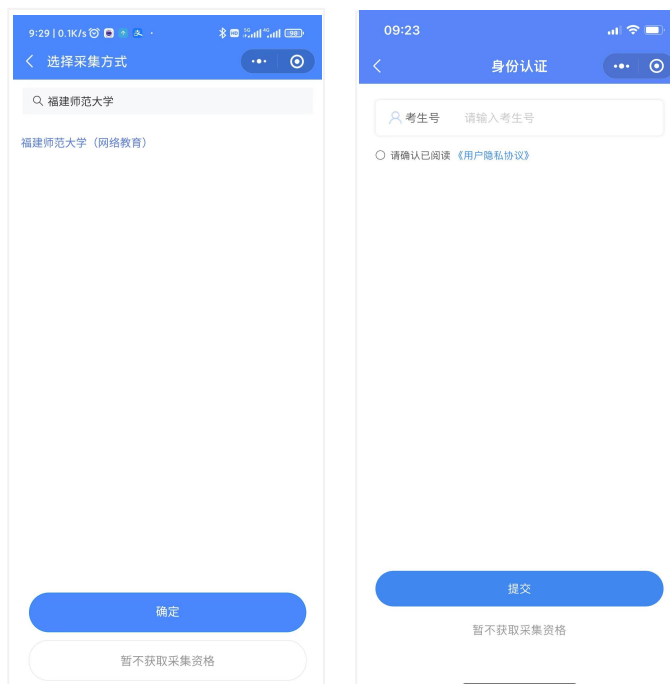 9:29 | 0.1K/s
选择采集方式
福建师范大学
福建师范大学（网络教育）
确定
暂不获取采集资格
09:23
身份认证
考生号 请输入考生号
请确认已阅读 《用户隐私协议》
提交
暂不获取采集资格